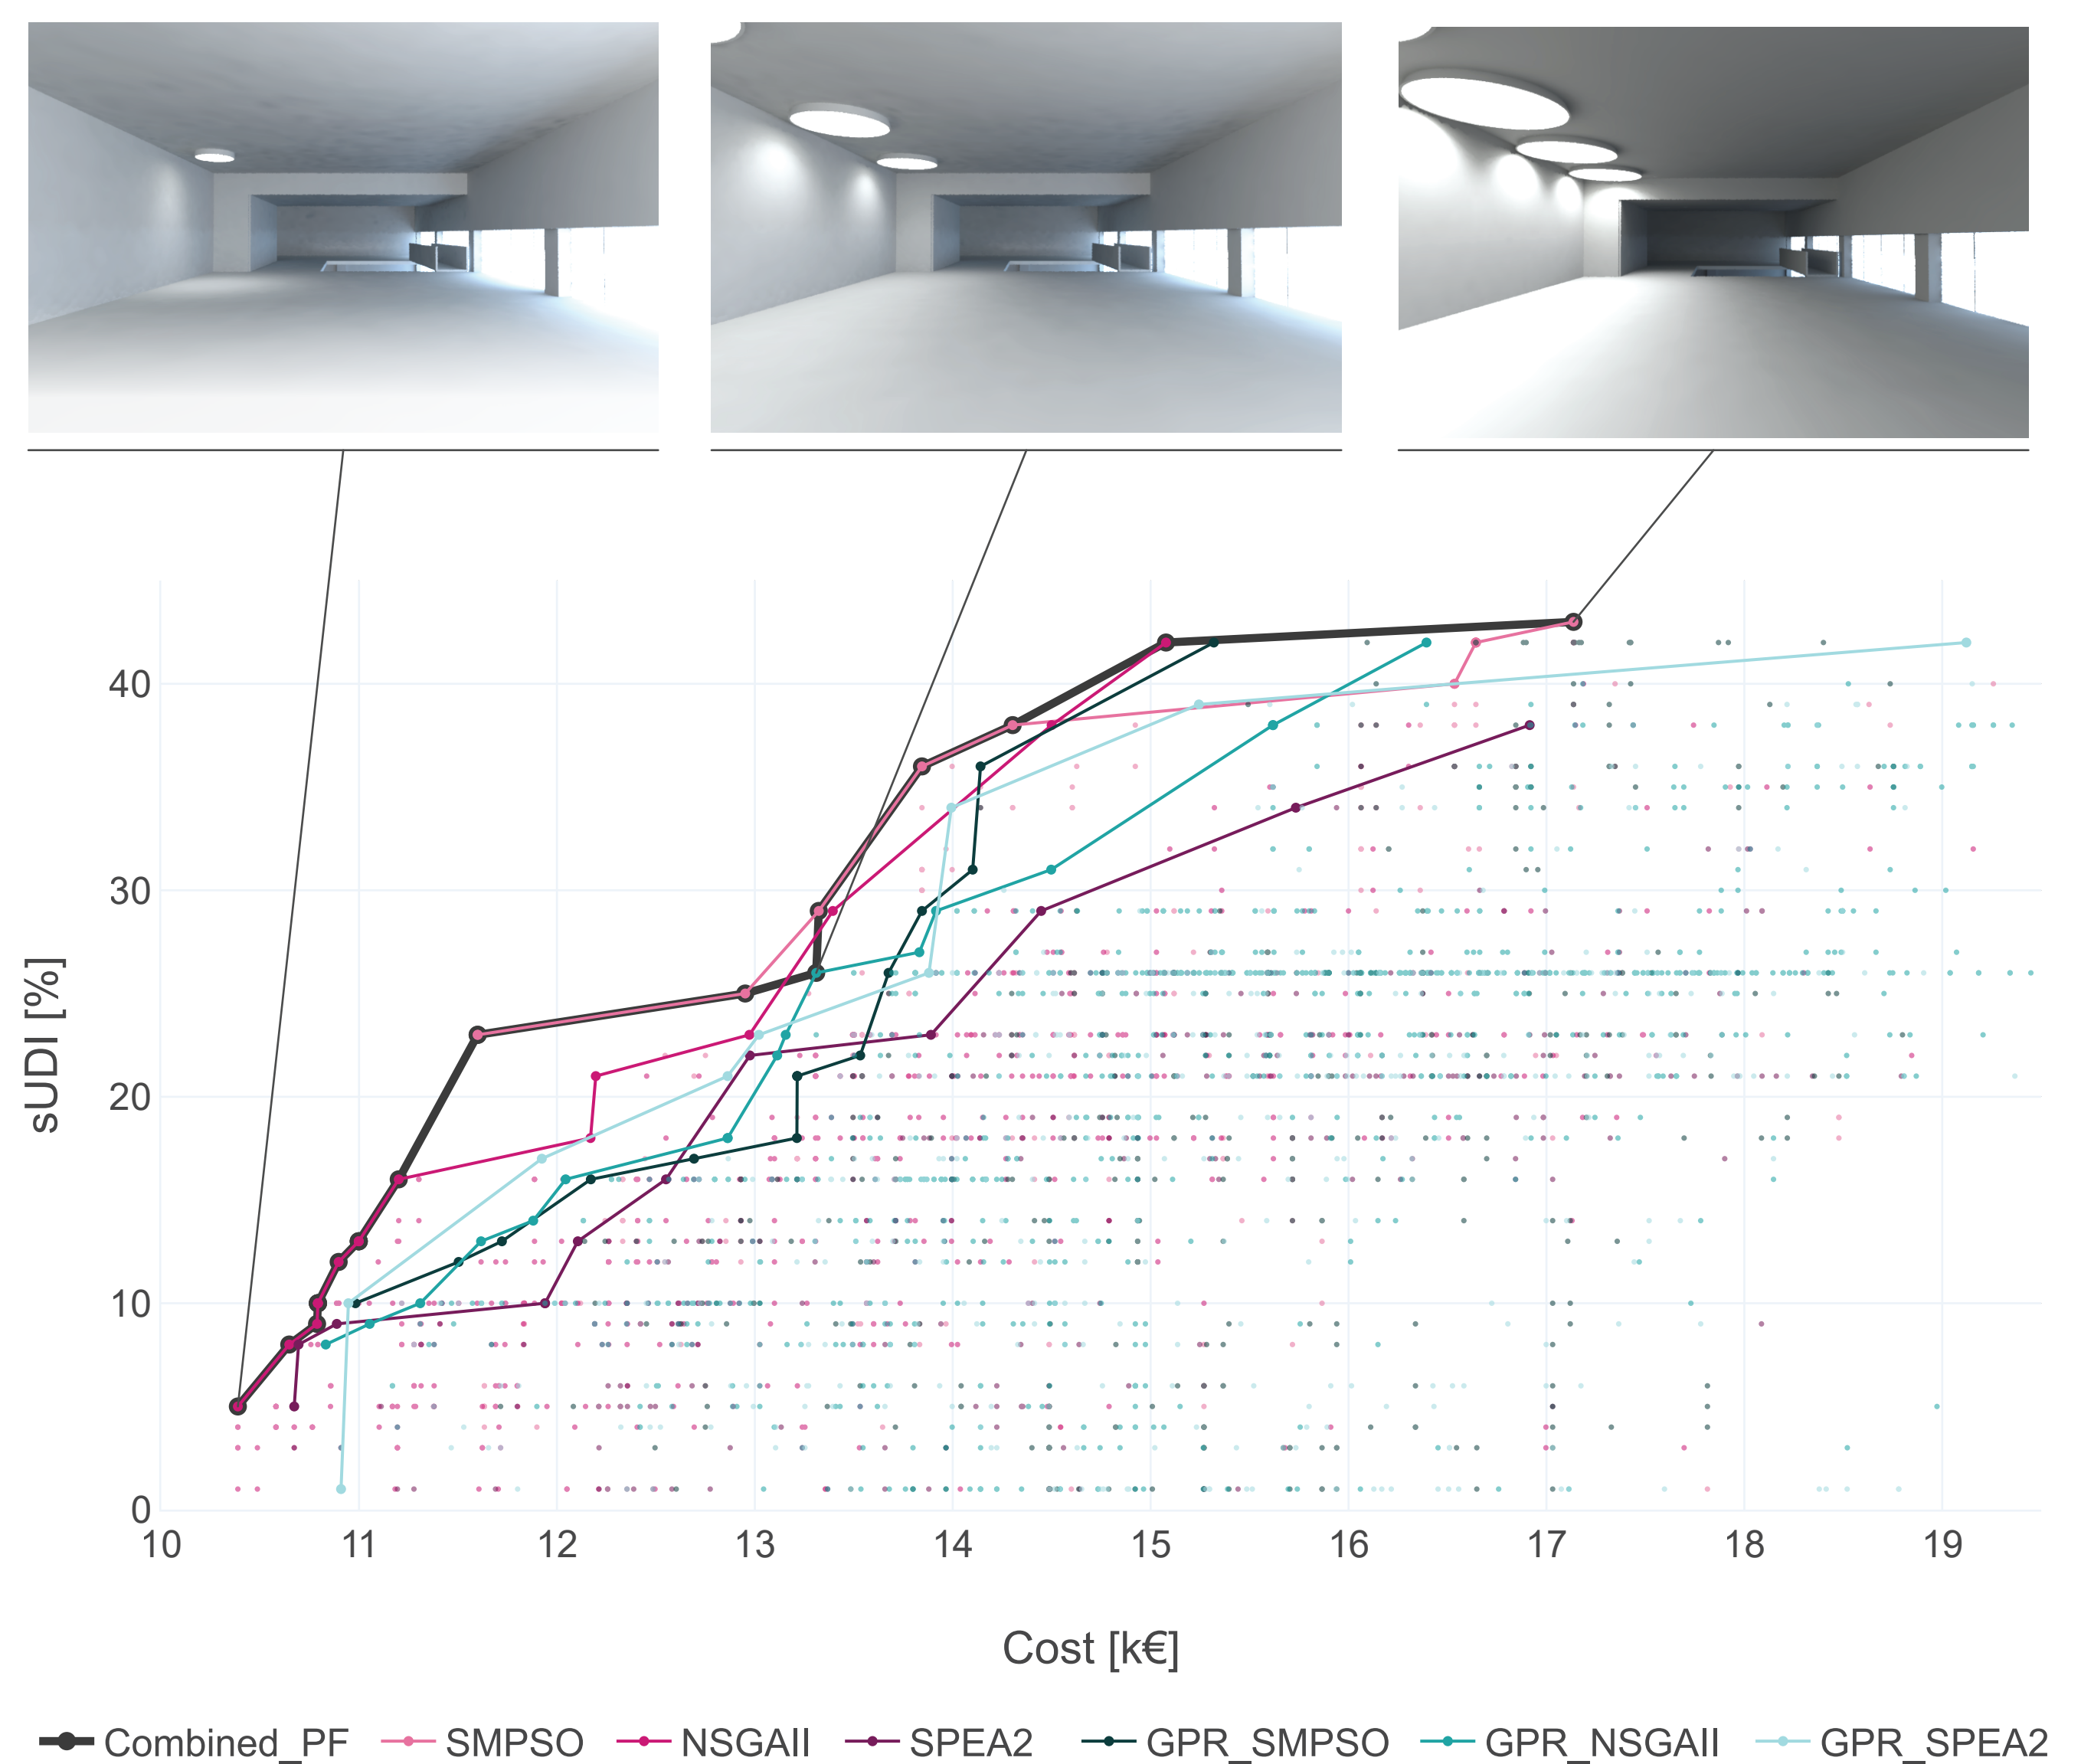 sUDI [%]
40
30
20
10
0
10 11 12 13 14 15 16 17 18 19
Cost [k€]
Combined_PF SMPSO NSGAII SPEA2 GPR_SMPSO GPR_NSGAII GPR_SPEA2